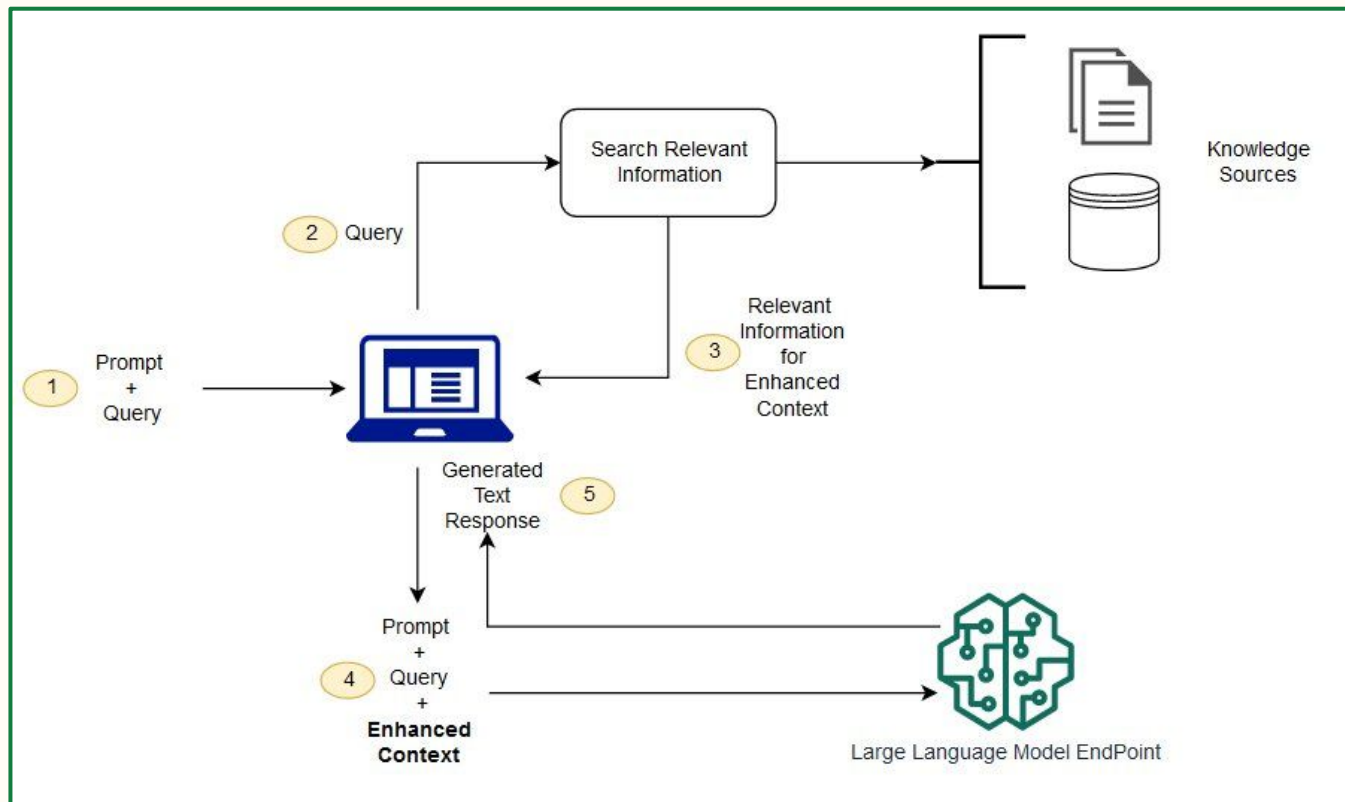 Search Relevant
Information
Knowledge
Sources
2
Query
Relevant
Information
for
Enhanced
Context
3
1
Prompt
+
Query
Generated
Text
Response
5
Prompt
+
Query
+
Enhanced
Context
4
Large Language Model EndPoint